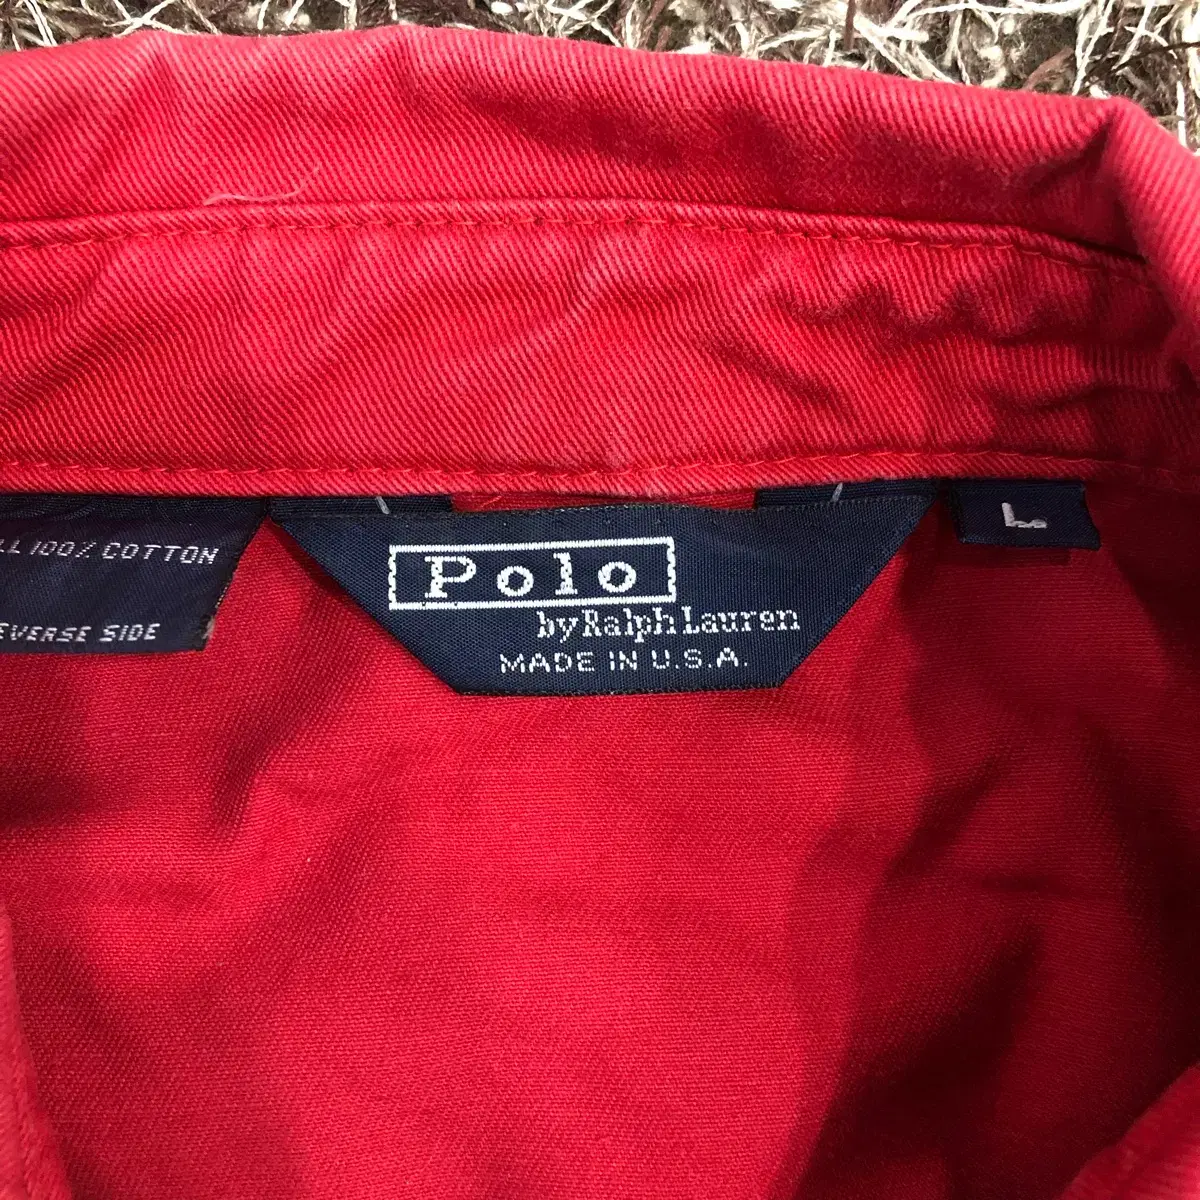 LL 100% COTTON
EVERSE SIDE
Polo
by Ralph Lauren
MADE IN U.S.A.
L